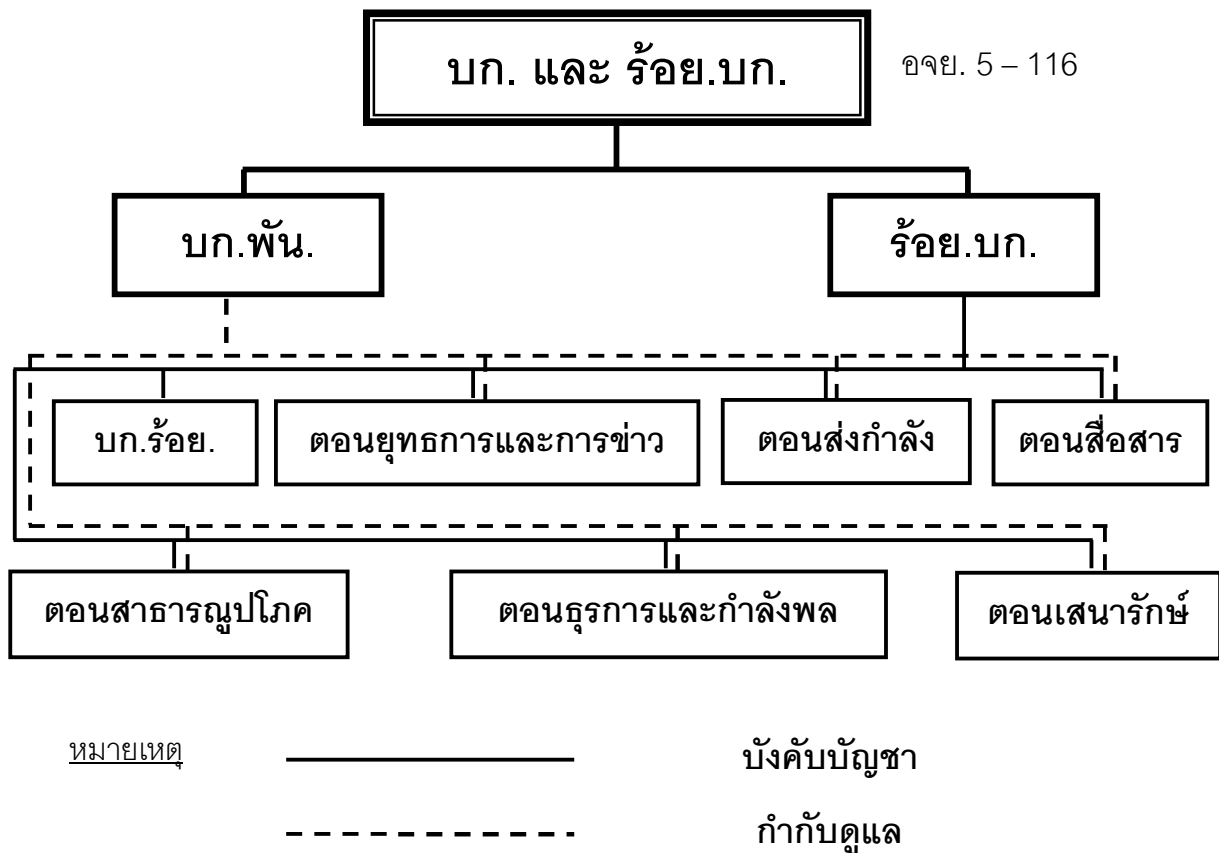 บก. และ ร้อย.บก.
อจย. 5 – 116
บก.พัน.
ร้อย.บก.
บก.ร้อย.
ตอนยุทธการและการข่าว
ตอนส่งกำลัง
ตอนสื่อสาร
ตอนสาธารณูปโภค
ตอนธุรการและกำลังพล
ตอนเสนารักษ์
หมายเหตุ
บังคับบัญชา
กำกับดูแล